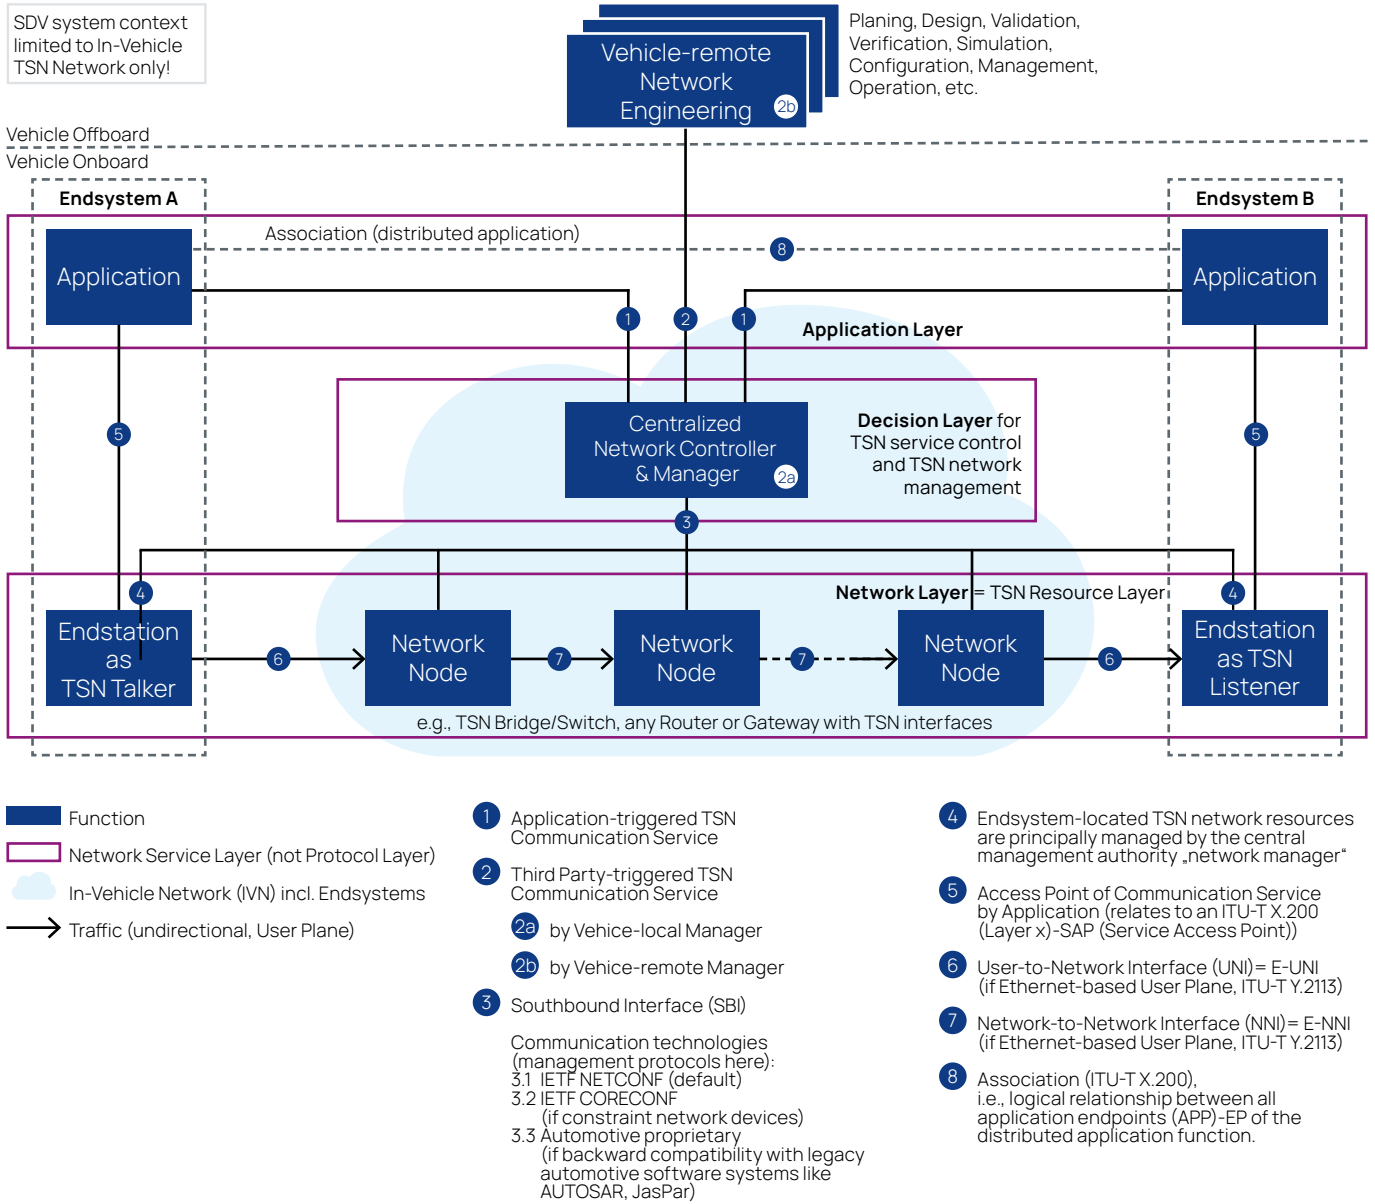 SDV system context
limited to In-Vehicle
TSN Network only!
Vehicle-remote
Network
Engineering
2b
Planing, Design, Validation,
Verification, Simulation,
Configuration, Management,
Operation, etc.
Vehicle Offboard
Vehicle Onboard
Endsystem A
Endsystem B
Association (distributed application)
8
Application
Application
1
2
1
Application Layer
Centralized
Network Controller
& Manager
2a
Decision Layer for
TSN service control
and TSN network
management
5
5
3
4
4
Network Layer = TSN Resource Layer
Endstation
as
TSN Talker
6
Network
Node
7
Network
Node
7
Network
Node
6
Endstation
as TSN
Listener
e.g., TSN Bridge/Switch, any Router or Gateway with TSN interfaces
Function
Network Service Layer (not Protocol Layer)
In-Vehicle Network (IVN) incl. Endsystems
Traffic (undirectional, User Plane)
1 Application-triggered TSN
Communication Service
2 Third Party-triggered TSN
Communication Service
2a by Vehice-local Manager
2b by Vehice-remote Manager
3 Southbound Interface (SBI)
Communication technologies
(management protocols here):
3.1 IETF NETCONF (default)
3.2 IETF CORECONF
(if constraint network devices)
3.3 Automotive proprietary
(if backward compatibility with legacy
automotive software systems like
AUTOSAR, JasPar)
4 Endsystem-located TSN network resources
are principally managed by the central
management authority „network manager“
5 Access Point of Communication Service
by Application (relates to an ITU-T X.200
(Layer x)-SAP (Service Access Point))
6 User-to-Network Interface (UNI)= E-UNI
(if Ethernet-based User Plane, ITU-T Y.2113)
7 Network-to-Network Interface (NNI)= E-NNI
(if Ethernet-based User Plane, ITU-T Y.2113)
8 Association (ITU-T X.200),
i.e., logical relationship between all
application endpoints (APP)-EP of the
distributed application function.